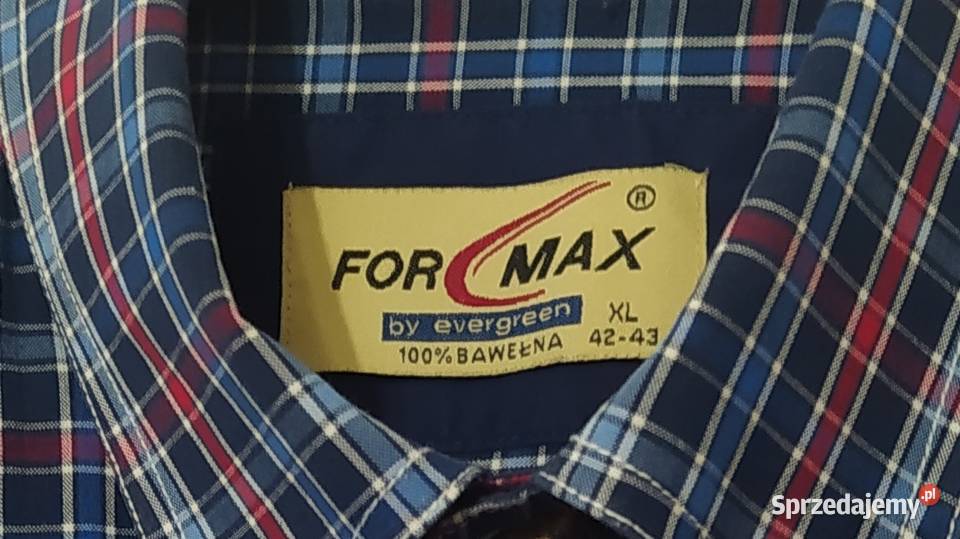 FOR MAX ®
by evergreen XL
100% BAWEŁNA 42-43
Sprzedajemy.pl